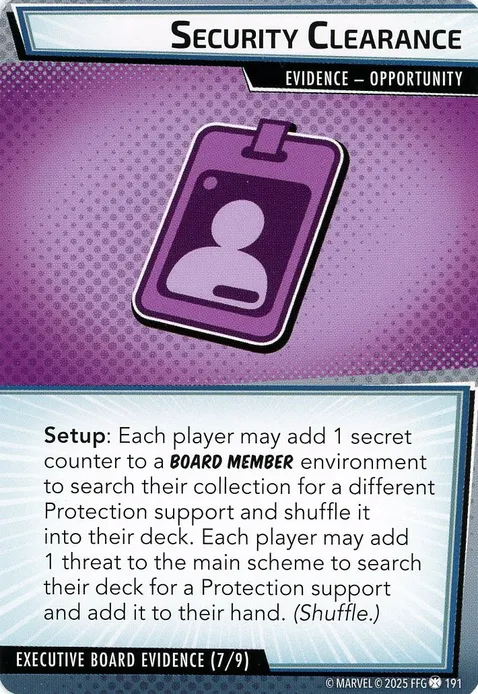 Security Clearance
EVIDENCE – OPPORTUNITY
Setup: Each player may add 1 secret
counter to a BOARD MEMBER environment
to search their collection for a different
Protection support and shuffle it
into their deck. Each player may add
1 threat to the main scheme to search
their deck for a Protection support
and add it to their hand. (Shuffle.)
EXECUTIVE BOARD EVIDENCE (7/9)
© MARVEL © 2025 FFG 191